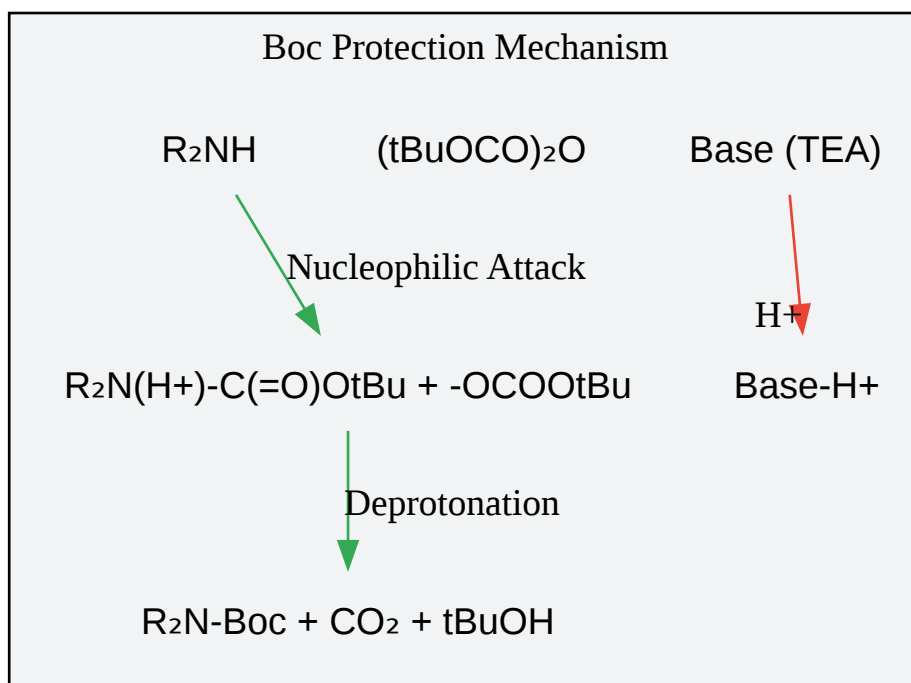 Boc Protection Mechanism
R₂NH (tBuOCO)₂O Base (TEA)
Nucleophilic Attack
H+
R₂N(H+)-C(=O)OtBu + -OCOOtBu Base-H+
Deprotonation
R₂N-Boc + CO₂ + tBuOH